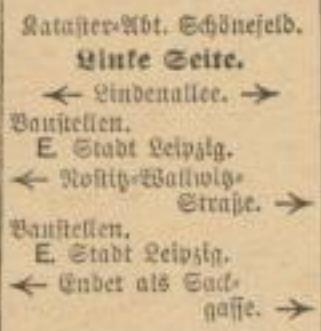 Kataster-Abt. Schönefeld.
Linke Seite.
← Lindenallee. →
Baustellen.
E. Stadt Leipzig.
← Nostitz-Wallwitz-
Straße. →
Baustellen.
E. Stadt Leipzig.
← Endet als Sack-
gasse. →